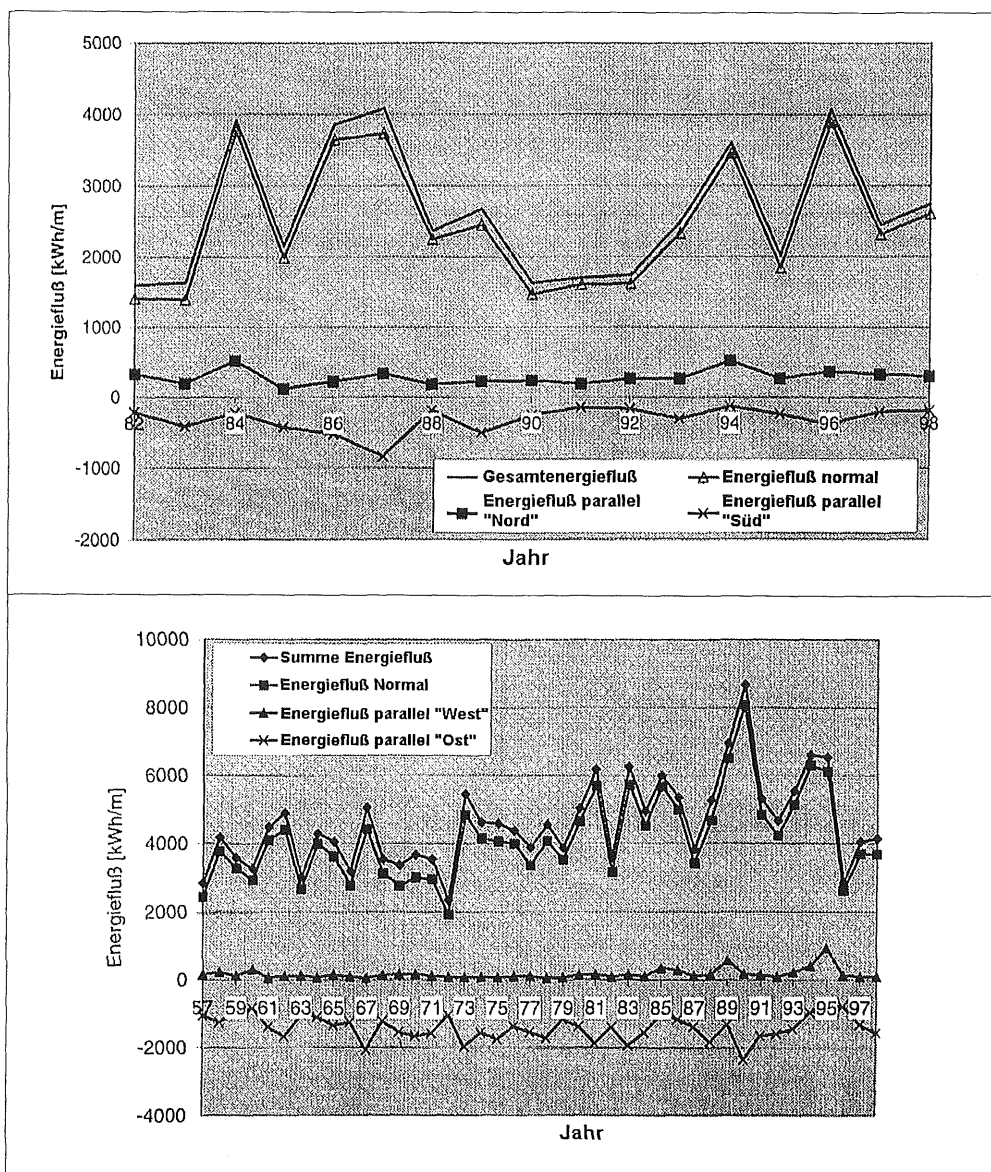 5000
4000
3000
2000
1000
0
-1000
-2000
Energiefluß [kWh/m]
82 84 86 88 90 92 94 96 98
Gesamtenergiefluß
Energiefluß normal
Energiefluß parallel "Nord"
Energiefluß parallel "Süd"
Jahr
10000
8000
6000
4000
2000
0
-2000
-4000
Energiefluß [kWh/m]
Summe Energiefluß
Energiefluß Normal
Energiefluß parallel "West"
Energiefluß parallel "Ost"
57 59 61 63 65 67 69 71 73 75 77 79 81 83 85 87 89 91 93 95 97
Jahr